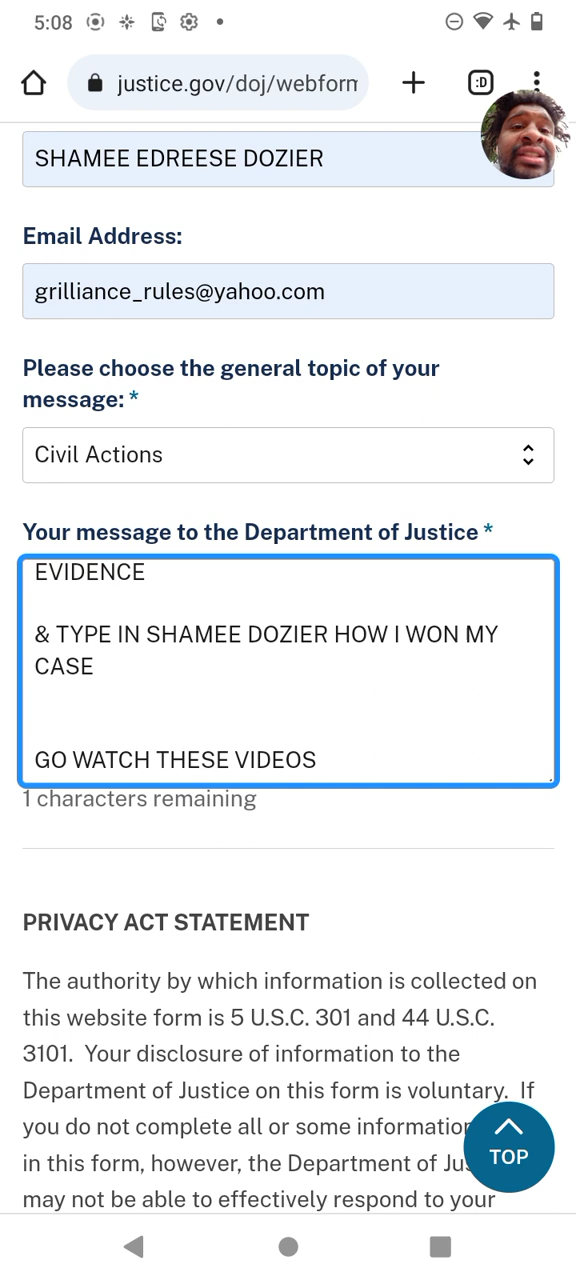 5:08
justice.gov/doj/webform
:D
SHAMEE EDREESE DOZIER
Email Address:
grilliance_rules@yahoo.com
Please choose the general topic of your
message: *
Civil Actions
Your message to the Department of Justice *
EVIDENCE
& TYPE IN SHAMEE DOZIER HOW I WON MY
CASE
GO WATCH THESE VIDEOS
1 characters remaining
PRIVACY ACT STATEMENT
The authority by which information is collected on
this website form is 5 U.S.C. 301 and 44 U.S.C.
3101.  Your disclosure of information to the
Department of Justice on this form is voluntary.  If
you do not complete all or some information
in this form, however, the Department of Jus
may not be able to effectively respond to your
TOP